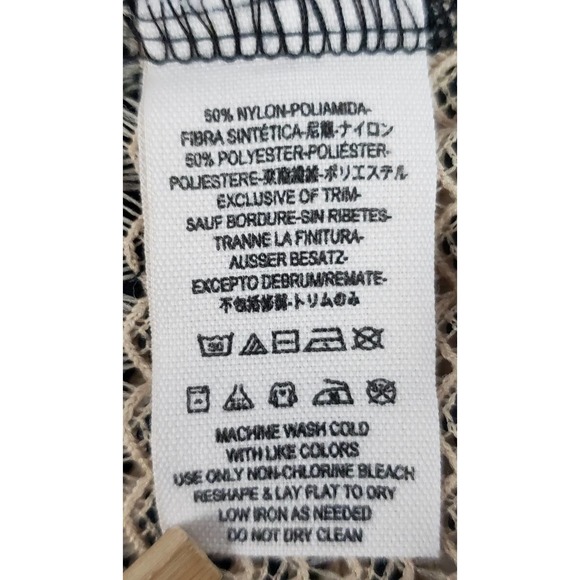 50% NYLON-POLIAMIDA-
FIBRA SINTÉTICA-尼龍-ナイロン
50% POLYESTER-POLIÉSTER-
POLIESTERE-聚酯纖維-ポリエステル
EXCLUSIVE OF TRIM-
SAUF BORDURE-SIN RIBETES-
TRANNE LA FINITURA-
AUSSER BESATZ-
EXCEPTO DEBRUM/REMATE-
不包括修飾-トリムのみ
30
MACHINE WASH COLD
WITH LIKE COLORS
USE ONLY NON-CHLORINE BLEACH
RESHAPE & LAY FLAT TO DRY
LOW IRON AS NEEDED
DO NOT DRY CLEAN